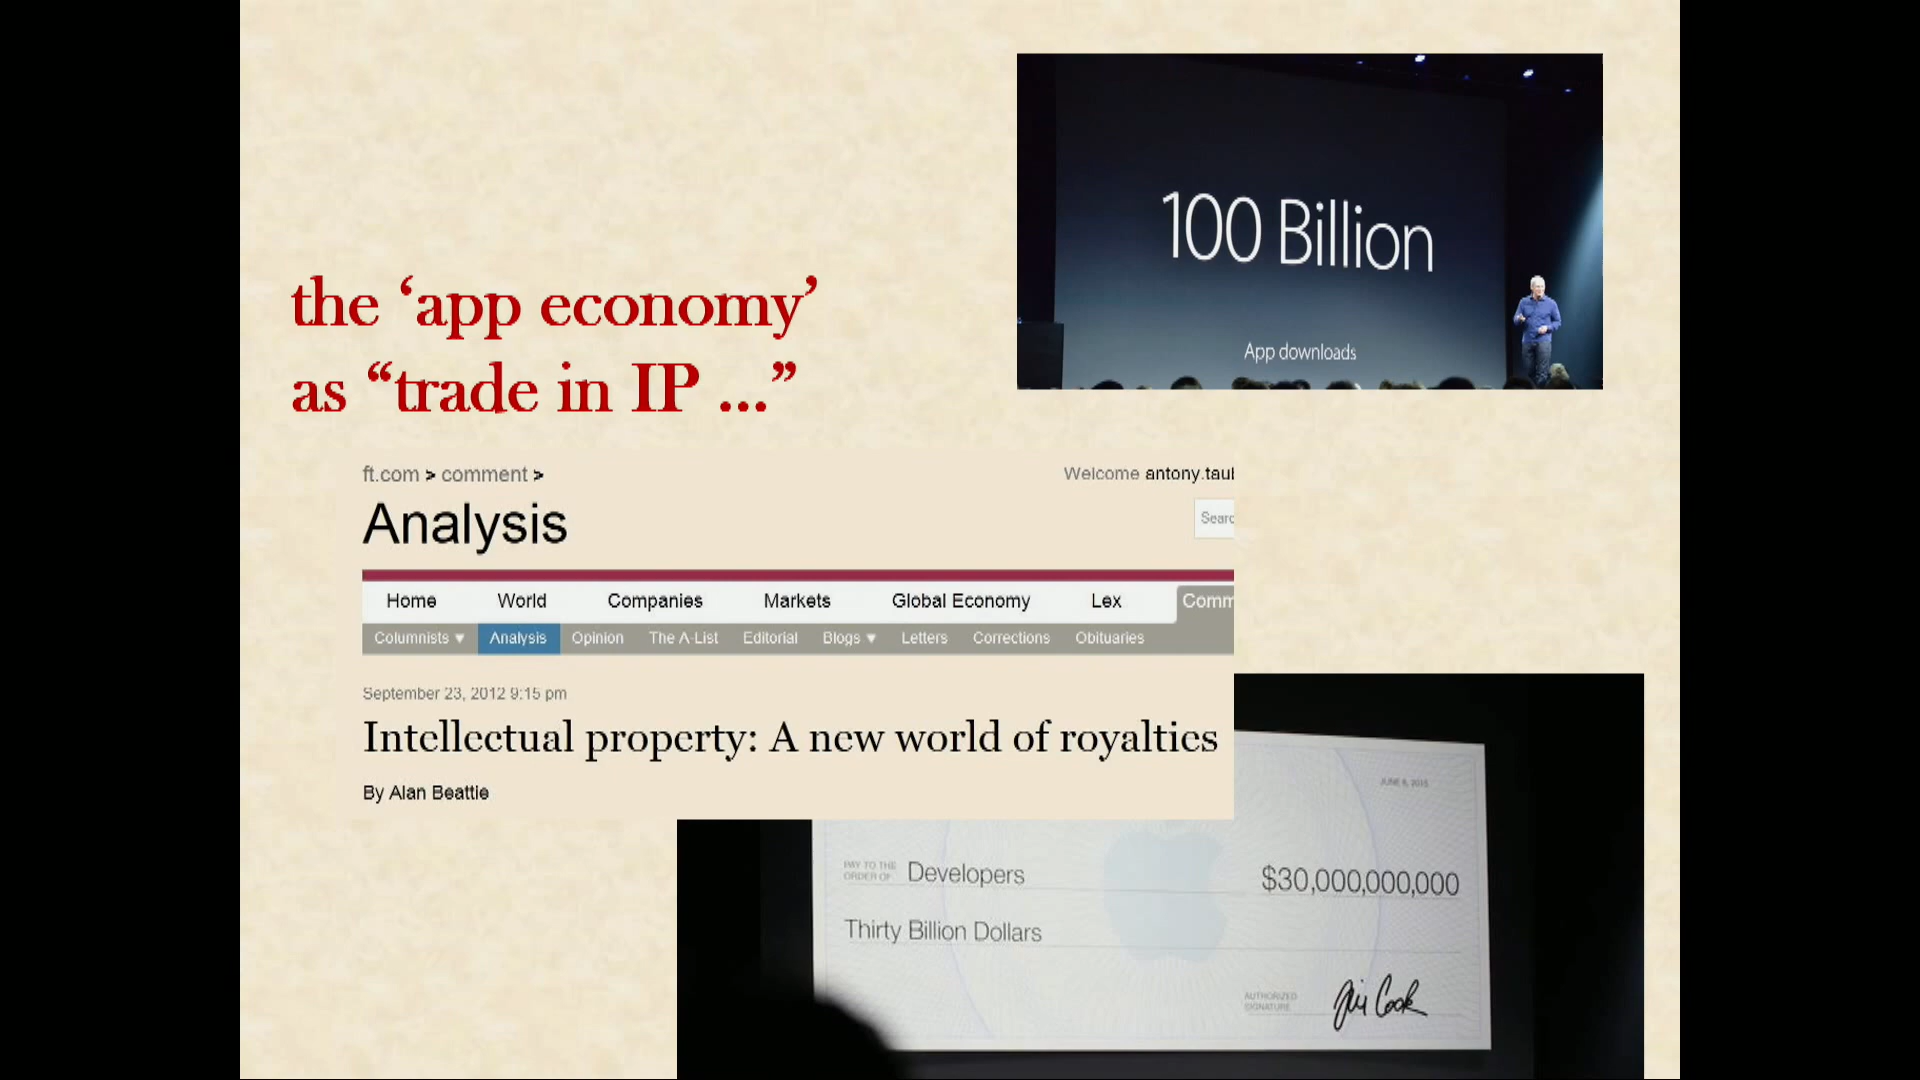 the ‘app economy’
as “trade in IP ...”
100 Billion
App downloads
ft.com > comment >
Welcome antony.taub
Analysis
Searc
Home World Companies Markets Global Economy Lex Comm
Columnists ▼ Analysis Opinion The A-List Editorial Blogs ▼ Letters Corrections Obituaries
September 23, 2012 9:15 pm
Intellectual property: A new world of royalties
By Alan Beattie
JUNE 8, 2015
PAY TO THE
ORDER OF
Developers
$30,000,000,000
Thirty Billion Dollars
AUTHORIZED
SIGNATURE
Tim Cook